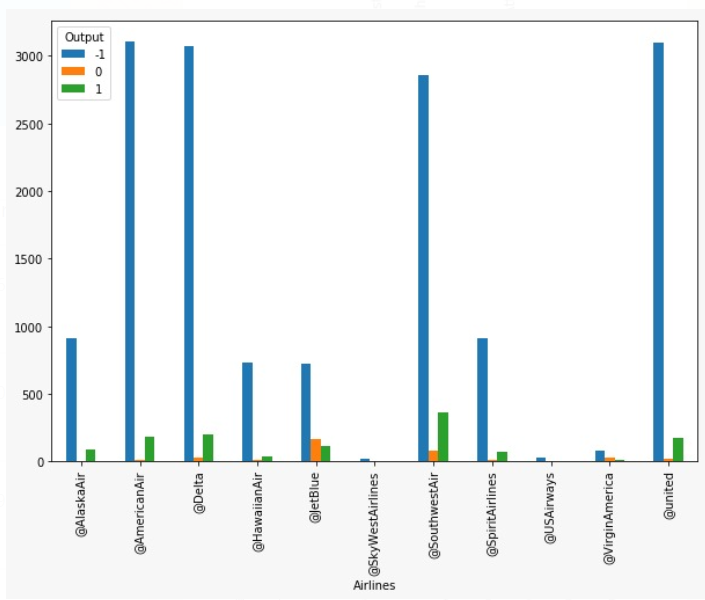 Output
-1
0
1
3000
2500
2000
1500
1000
500
0
@AlaskaAir
@AmericanAir
@Delta
@HawaiianAir
@JetBlue
@SkyWestAirlines
@SouthwestAir
@SpiritAirlines
@USAirways
@VirginAmerica
@united
Airlines